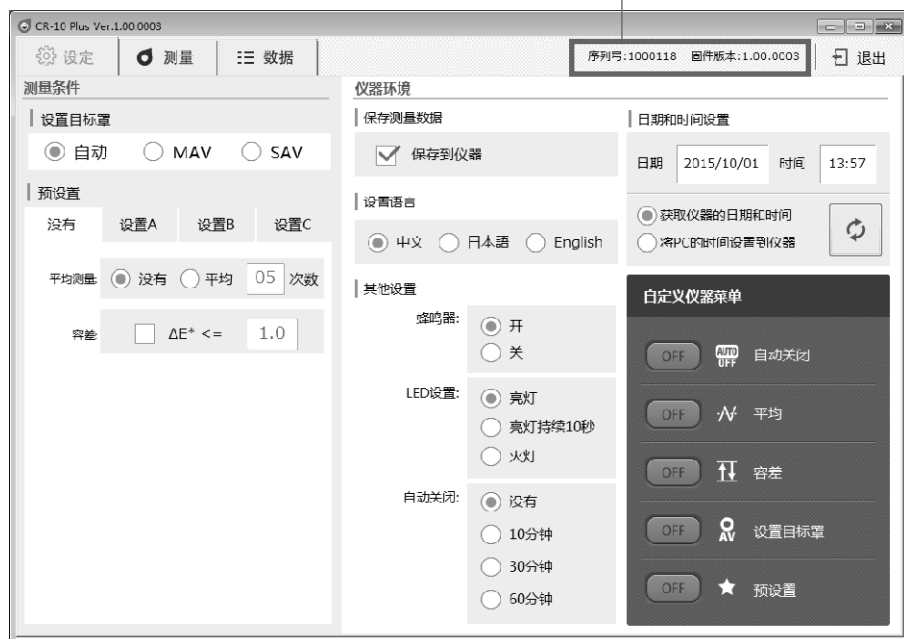 CR-10 Plus Ver.1.00.0003
设定 测量 数据 序列号:1000118 固件版本:1.00.0003 退出
测量条件
设置目标罩
自动 MAV SAV
预设置
没有 设置A 设置B 设置C
平均测量: 没有 平均 05 次数
容差: ΔE* <= 1.0
仪器环境
保存测量数据
保存到仪器
设置语言
中文 日本語 English
其他设置
蜂鸣器: 开
关
LED设置: 亮灯
亮灯持续10秒
火灯
自动关闭: 没有
10分钟
30分钟
60分钟
日期和时间设置
日期 2015/10/01 时间 13:57
获取仪器的日期和时间
将PC的时间设置到仪器
自定义仪器菜单
OFF AUTO OFF 自动关闭
OFF 平均
OFF 容差
OFF AV 设置目标罩
OFF 预设置